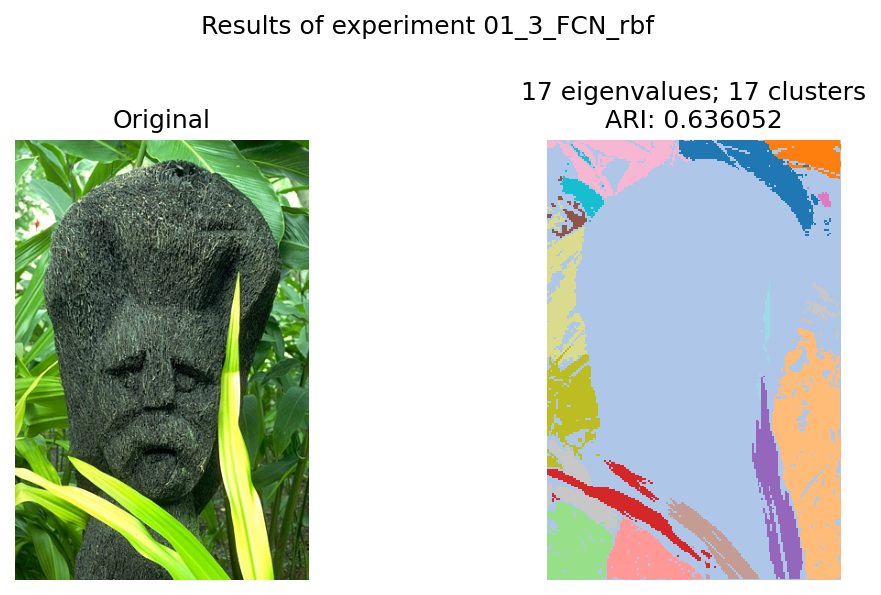 Results of experiment 01_3_FCN_rbf
Original
17 eigenvalues; 17 clusters
ARI: 0.636052